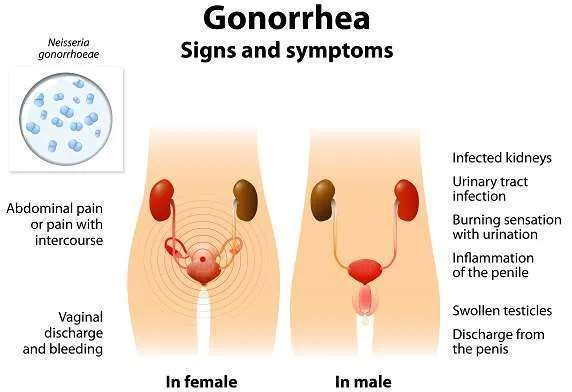 Gonorrhea
Signs and symptoms
Neisseria
gonorrhoeae
Abdominal pain
or pain with
intercourse
Vaginal
discharge
and bleeding
Infected kidneys
Urinary tract
infection
Burning sensation
with urination
Inflammation
of the penile
Swollen testicles
Discharge from
the penis
In female
In male